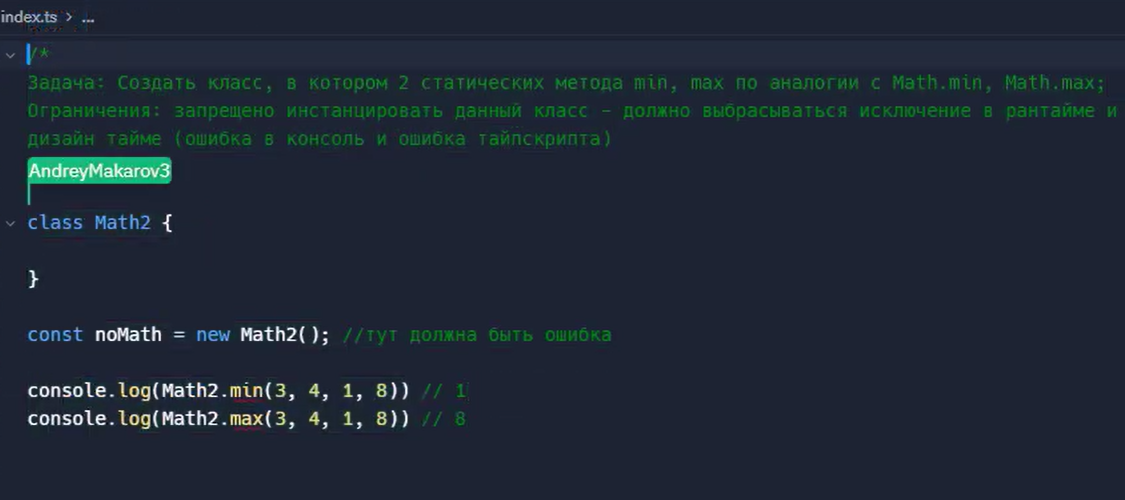 index.ts > ...
/*
Задача: Создать класс, в котором 2 статических метода min, max по аналогии с Math.min, Math.max;
Ограничения: запрещено инстанцировать данный класс – должно выбрасываться исключение в рантайме и
дизайн тайме (ошибка в консоль и ошибка тайпскрипта)
AndreyMakarov3
class Math2 {
}
const noMath = new Math2(); //тут должна быть ошибка
console.log(Math2.min(3, 4, 1, 8)) // 1
console.log(Math2.max(3, 4, 1, 8)) // 8